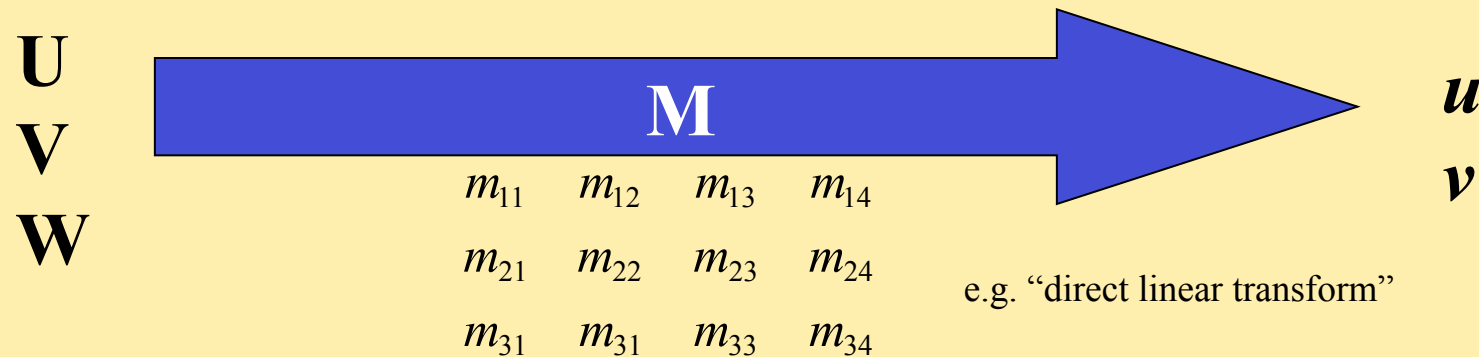 U
V
W
M
u
v
m11 m12 m13 m14
m21 m22 m23 m24
m31 m31 m33 m34
e.g. “direct linear transform”